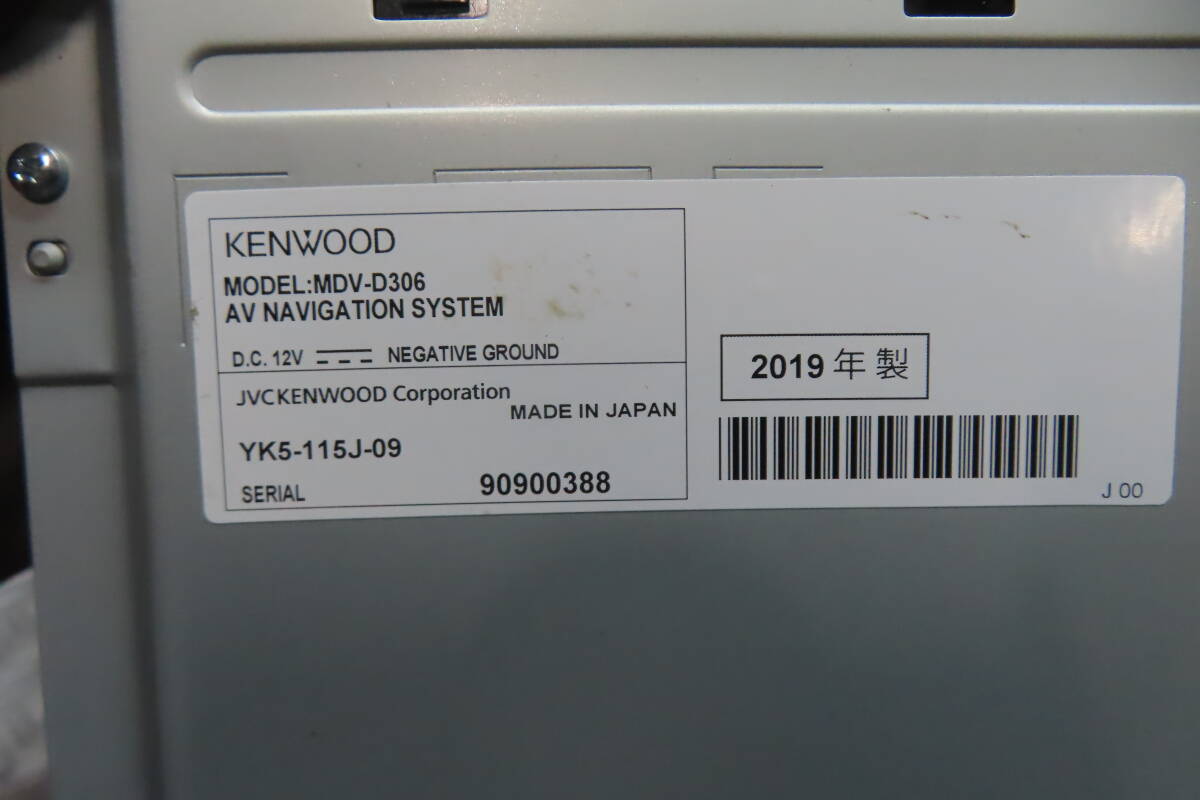 KENWOOD
MODEL:MDV-D306
AV NAVIGATION SYSTEM
D.C. 12V NEGATIVE GROUND
JVCKENWOOD Corporation
MADE IN JAPAN
YK5-115J-09
SERIAL 90900388
2019 年 製
J 00